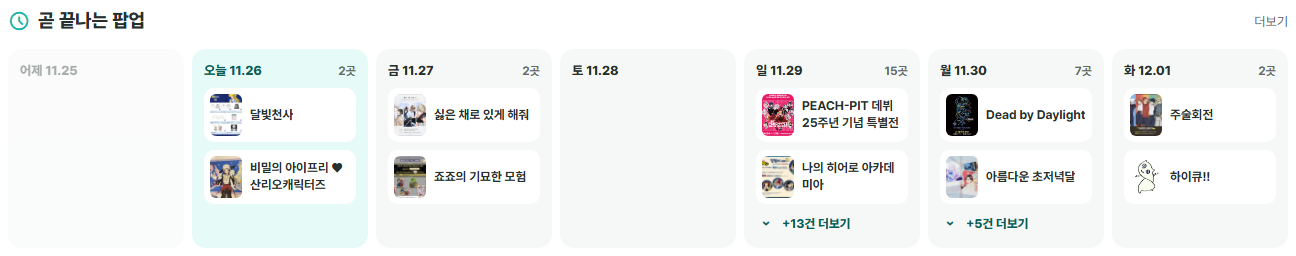 곧 끝나는 팝업
더보기
어제 11.25
오늘 11.26 2곳
달빛천사
비밀의 아이프리 ♥
산리오캐릭터즈
금 11.27 2곳
싫은 채로 있게 해줘
죠죠의 기묘한 모험
토 11.28
일 11.29 15곳
PEACH-PIT 데뷔
25주년 기념 특별전
나의 히어로 아카데
미아
+13건 더보기
월 11.30 7곳
Dead by Daylight
아름다운 초저녁달
+5건 더보기
화 12.01 2곳
주술회전
하이큐!!